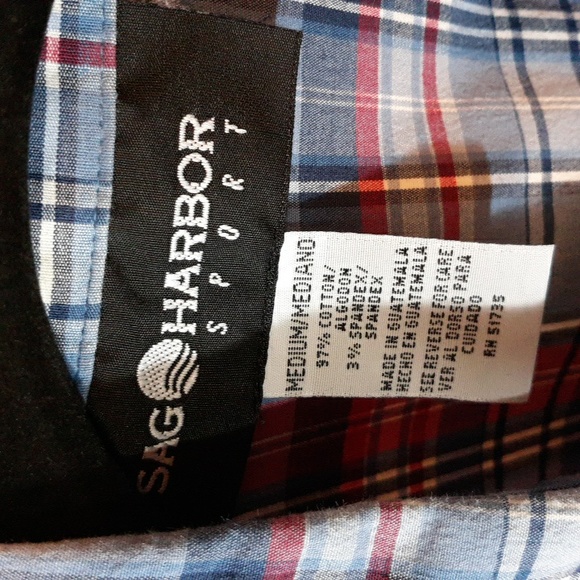 SAG HARBOR
SPORT
MEDIUM/MEDIANO
97% COTTON/
ALGODON
3% SPANDEX/
SPANDEX
MADE IN GUATEMALA
HECHO EN GUATEMALA
SEE REVERSE FOR CARE
VER AL DORSO PARA
CUIDADO
RN 51735